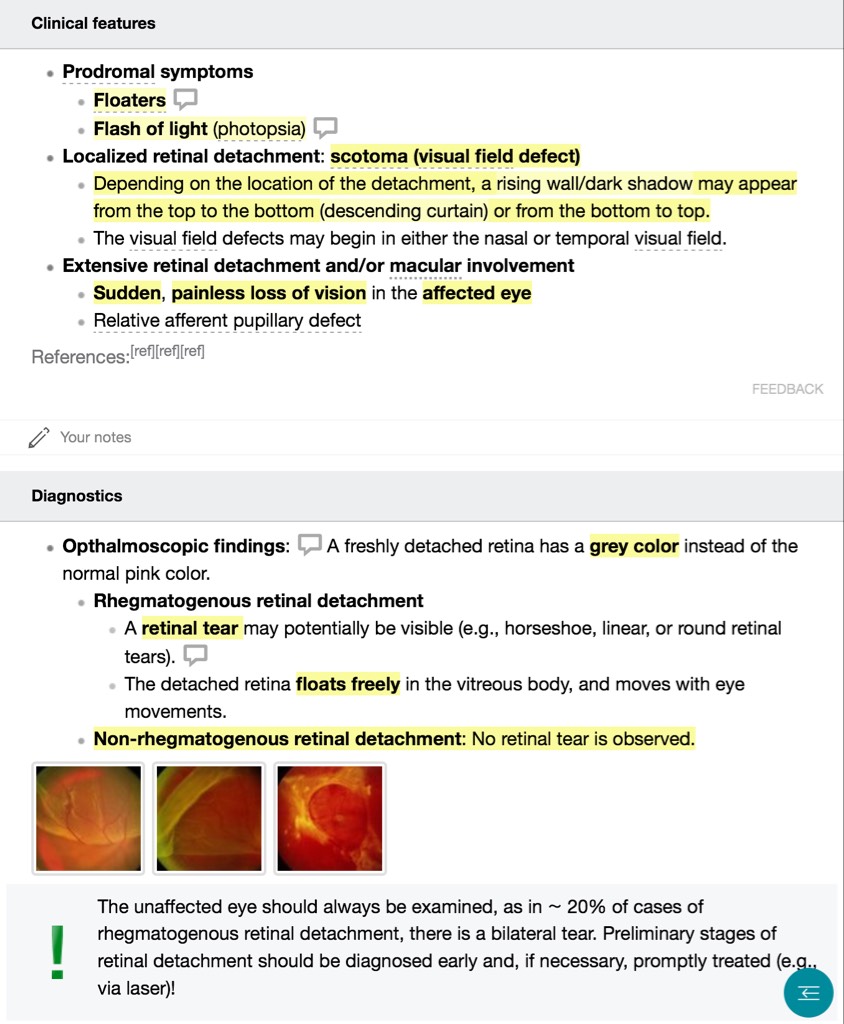 Clinical features
Prodromal symptoms
Floaters
Flash of light (photopsia)
Localized retinal detachment: scotoma (visual field defect)
Depending on the location of the detachment, a rising wall/dark shadow may appear
from the top to the bottom (descending curtain) or from the bottom to top.
The visual field defects may begin in either the nasal or temporal visual field.
Extensive retinal detachment and/or macular involvement
Sudden, painless loss of vision in the affected eye
Relative afferent pupillary defect
References:[ref][ref][ref]
FEEDBACK
Your notes
Diagnostics
Opthalmoscopic findings: A freshly detached retina has a grey color instead of the
normal pink color.
Rhegmatogenous retinal detachment
A retinal tear may potentially be visible (e.g., horseshoe, linear, or round retinal
tears).
The detached retina floats freely in the vitreous body, and moves with eye
movements.
Non-rhegmatogenous retinal detachment: No retinal tear is observed.
The unaffected eye should always be examined, as in ~ 20% of cases of
rhegmatogenous retinal detachment, there is a bilateral tear. Preliminary stages of
retinal detachment should be diagnosed early and, if necessary, promptly treated (e.g.,
via laser)!